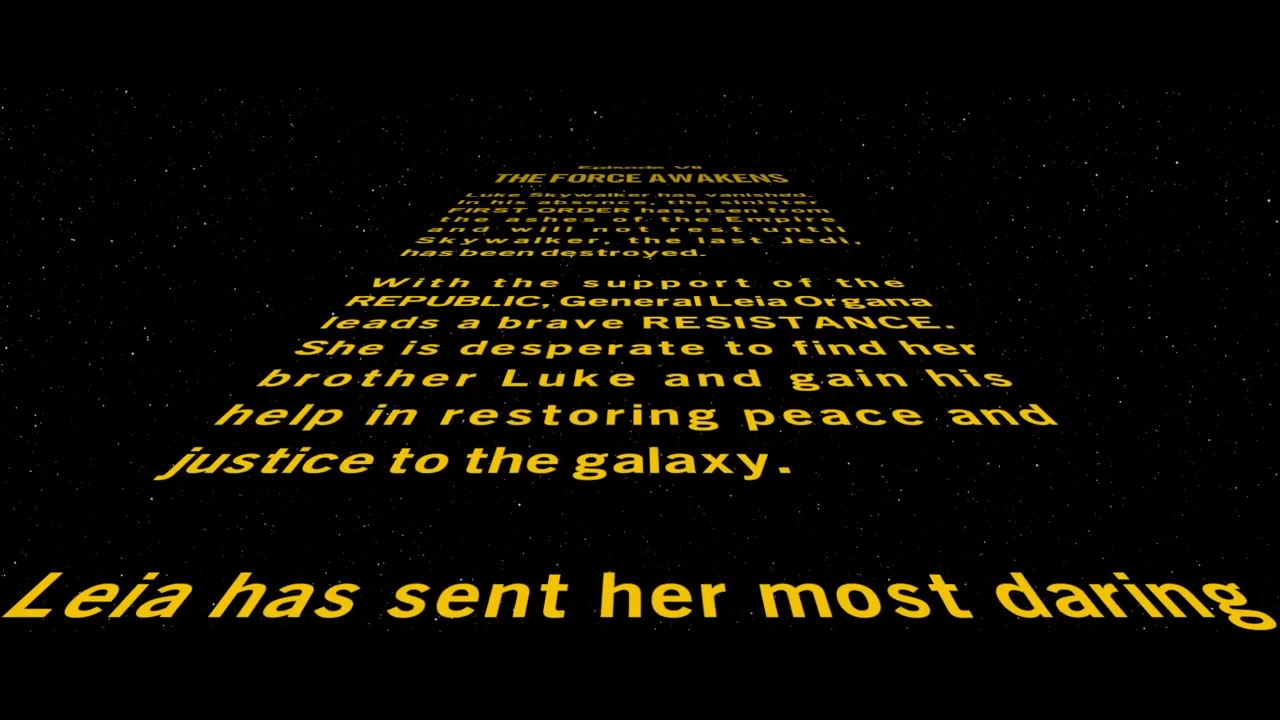 Episode VII
THE FORCE AWAKENS
Luke Skywalker has vanished.
In his absence, the sinister
FIRST ORDER has risen from
the ashes of the Empire
and will not rest until
Skywalker, the last Jedi,
has been destroyed.
With the support of the
REPUBLIC, General Leia Organa
leads a brave RESISTANCE.
She is desperate to find her
brother Luke and gain his
help in restoring peace and
justice to the galaxy.
Leia has sent her most daring